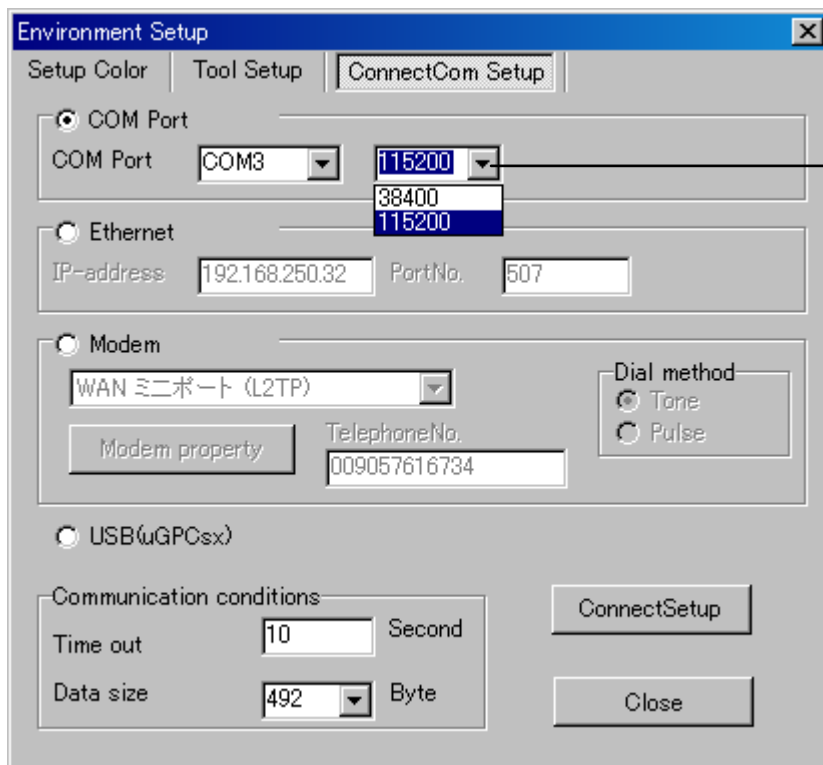 Environment Setup
Setup Color Tool Setup ConnectCom Setup
COM Port
COM Port COM3 115200
38400
115200
Ethernet
IP-address 192.168.250.32 PortNo. 507
Modem
WAN ミニポート (L2TP)
Dial method
Tone
Pulse
Modem property
TelephoneNo.
009057616734
USB(uGPCsx)
Communication conditions
Time out 10 Second
Data size 492 Byte
ConnectSetup
Close